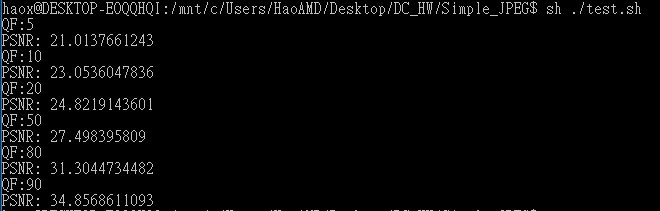 haox@DESKTOP-EOQQHQI:/mnt/c/Users/HaoAMD/Desktop/DC_HW/Simple_JPEG$ sh ./test.sh
QF:5
PSNR: 21.0137661243
QF:10
PSNR: 23.0536047836
QF:20
PSNR: 24.8219143601
QF:50
PSNR: 27.498395809
QF:80
PSNR: 31.3044734482
QF:90
PSNR: 34.8568611093